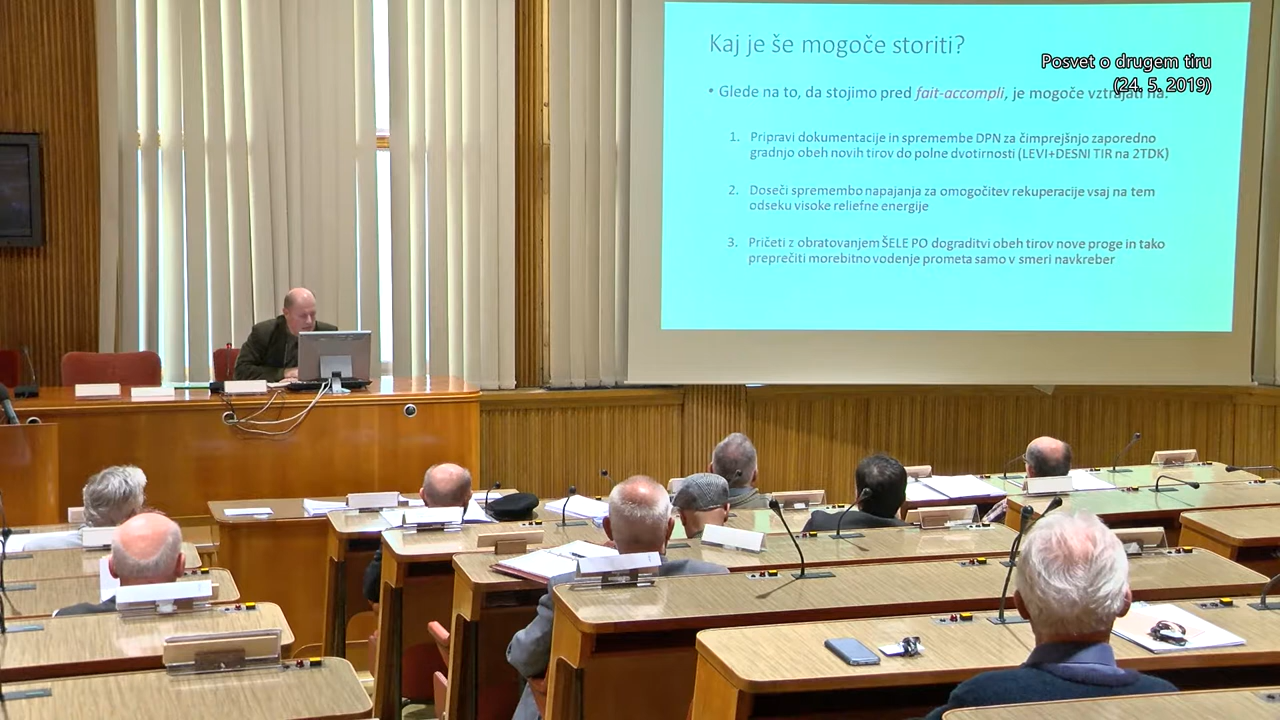 Kaj je še mogoče storiti?
Posvet o drugem tiru
(24. 5. 2019)
• Glede na to, da stojimo pred fait-accompli, je mogoče vztrajati na:
1. Pripravi dokumentacije in spremembe DPN za čimprejšnjo zaporedno
gradnjo obeh novih tirov do polne dvotirnosti (LEVI+DESNI TIR na 2TDK)
2. Doseči spremembo napajanja za omogočitev rekuperacije vsaj na tem
odseku visoke reliefne energije
3. Pričeti z obratovanjem ŠELE PO dograditvi obeh tirov nove proge in tako
preprečiti morebitno vodenje prometa samo v smeri navkreber